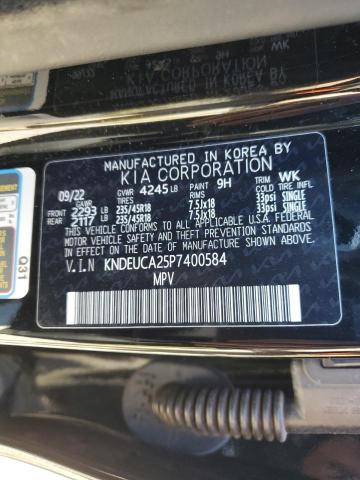 MANUFACTURED IN KOREA BY
KIA CORPORATION
09/22 GVWR 4245 LB PAINT 9H TRIM WK
TIRES RIMS COLD TIRE INFL
FRONT 2293 LB 235/45R18 7.5Jx18 33psi SINGLE
REAR 2117 LB 235/45R18 7.5Jx18 33psi SINGLE
THIS VEHICLE CONFORMS TO ALL APPLICABLE U.S.A. FEDERAL
MOTOR VEHICLE SAFETY AND THEFT PREVENTION STANDARDS
IN EFFECT ON THE DATE OF MANUFACTURE SHOWN ABOVE.
V.I.N KNDEUCA25P7400584
MPV
Q31